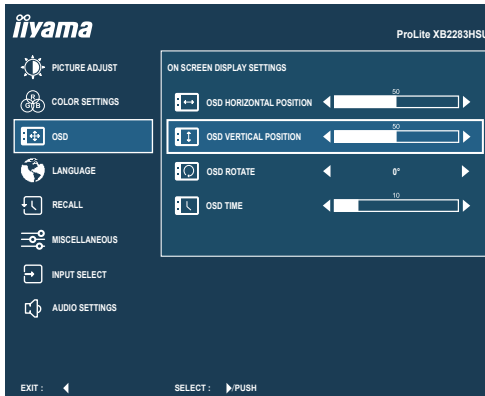 iiyama
ProLite XB2283HSU
PICTURE ADJUST
COLOR SETTINGS
R
G B
OSD
LANGUAGE
RECALL
MISCELLANEOUS
INPUT SELECT
AUDIO SETTINGS
ON SCREEN DISPLAY SETTINGS
OSD HORIZONTAL POSITION 50
OSD VERTICAL POSITION 50
OSD ROTATE 0°
OSD TIME 10
EXIT : SELECT : /PUSH